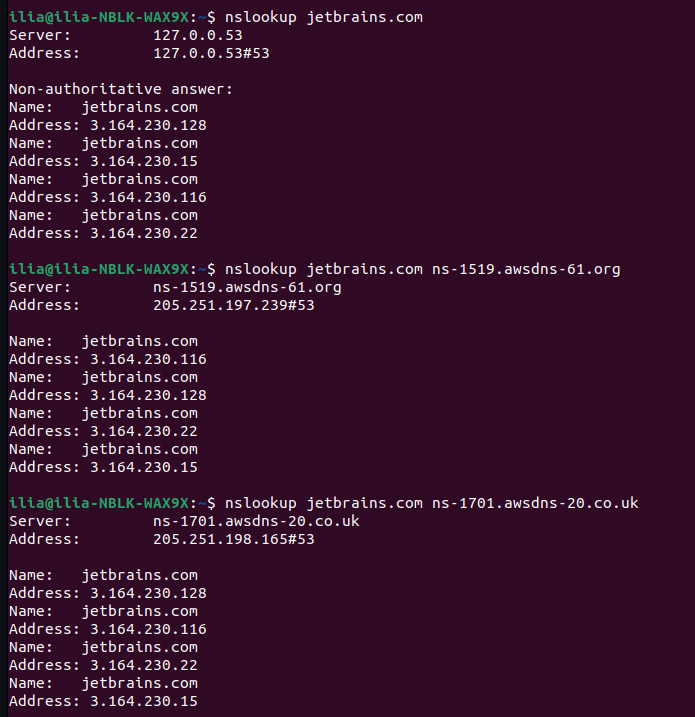 ilia@ilia-NBLK-WAX9X:~$ nslookup jetbrains.com
Server:         127.0.0.53
Address:        127.0.0.53#53

Non-authoritative answer:
Name:   jetbrains.com
Address: 3.164.230.128
Name:   jetbrains.com
Address: 3.164.230.15
Name:   jetbrains.com
Address: 3.164.230.116
Name:   jetbrains.com
Address: 3.164.230.22

ilia@ilia-NBLK-WAX9X:~$ nslookup jetbrains.com ns-1519.awsdns-61.org
Server:         ns-1519.awsdns-61.org
Address:        205.251.197.239#53

Name:   jetbrains.com
Address: 3.164.230.116
Name:   jetbrains.com
Address: 3.164.230.128
Name:   jetbrains.com
Address: 3.164.230.22
Name:   jetbrains.com
Address: 3.164.230.15

ilia@ilia-NBLK-WAX9X:~$ nslookup jetbrains.com ns-1701.awsdns-20.co.uk
Server:         ns-1701.awsdns-20.co.uk
Address:        205.251.198.165#53

Name:   jetbrains.com
Address: 3.164.230.128
Name:   jetbrains.com
Address: 3.164.230.116
Name:   jetbrains.com
Address: 3.164.230.22
Name:   jetbrains.com
Address: 3.164.230.15